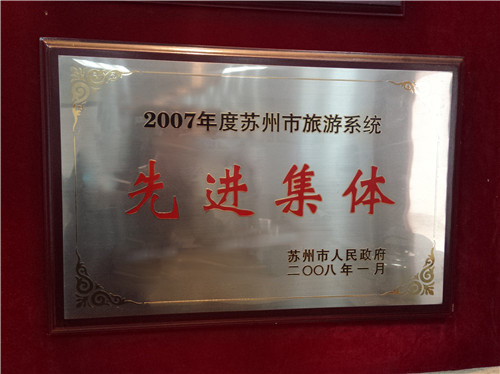 2007年度苏州市旅游系统
先进集体
苏州市人民政府
二〇〇八年一月